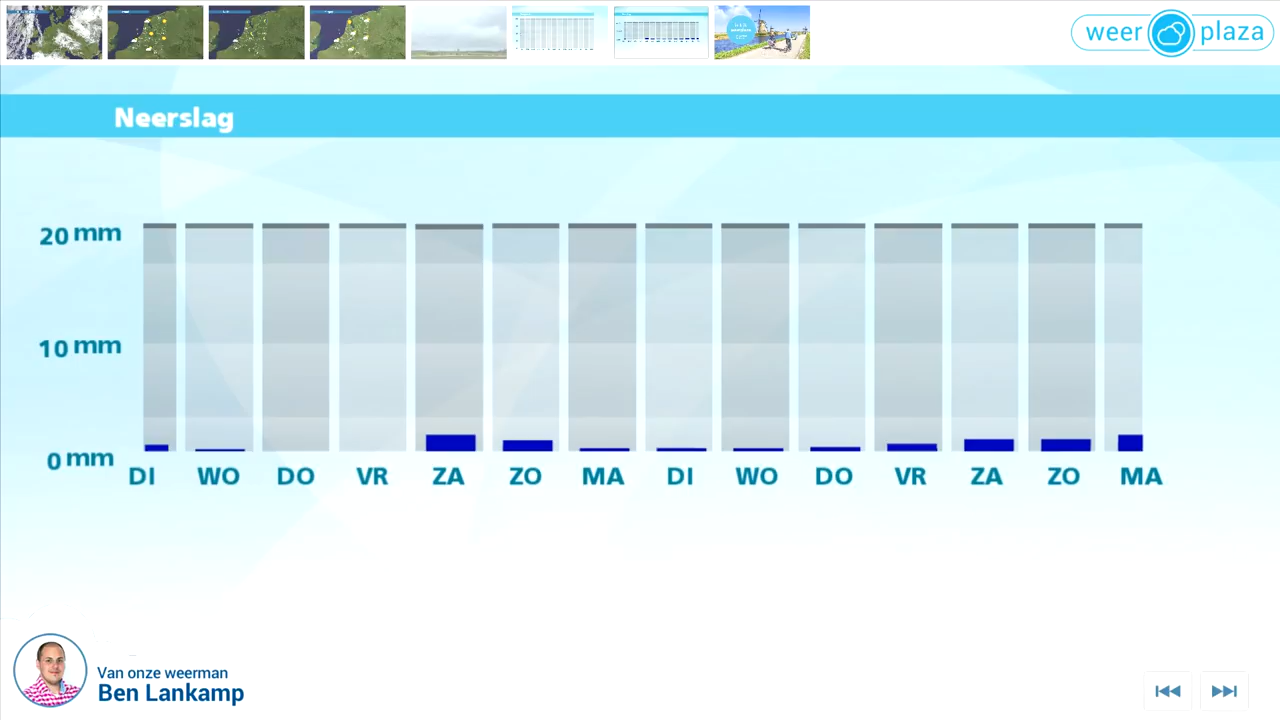 weer plaza
Neerslag
20 mm
10 mm
0 mm
DI WO DO VR ZA ZO MA DI WO DO VR ZA ZO MA
Van onze weerman
Ben Lankamp